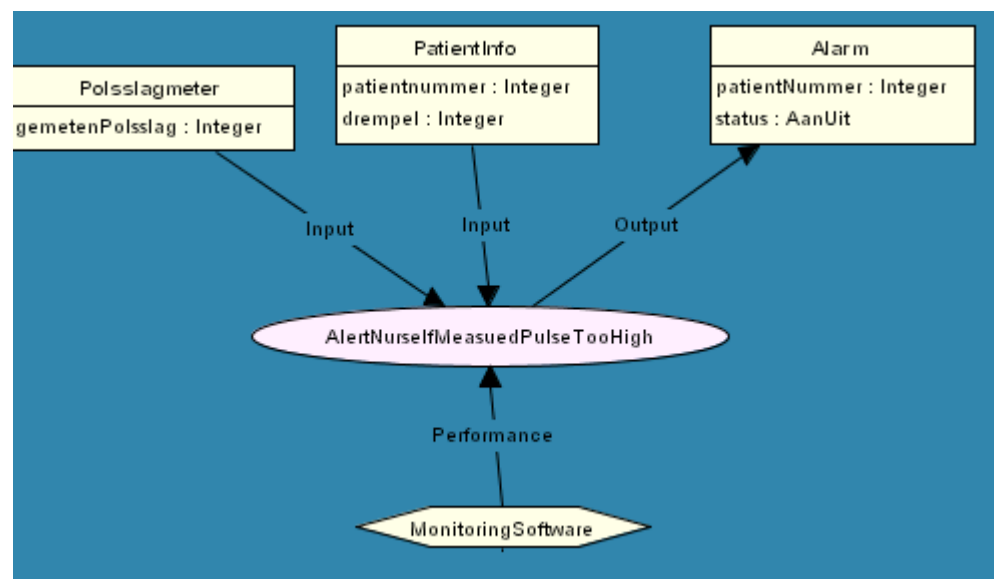 PatientInfo
patientnummer : Integer
drempel : Integer
Alarm
patientNummer : Integer
status : AanUit
Polsslagmeter
gemetenPolsslag : Integer
Input
Input
Output
AlertNurseIfMeasuedPulseTooHigh
Performance
MonitoringSoftware